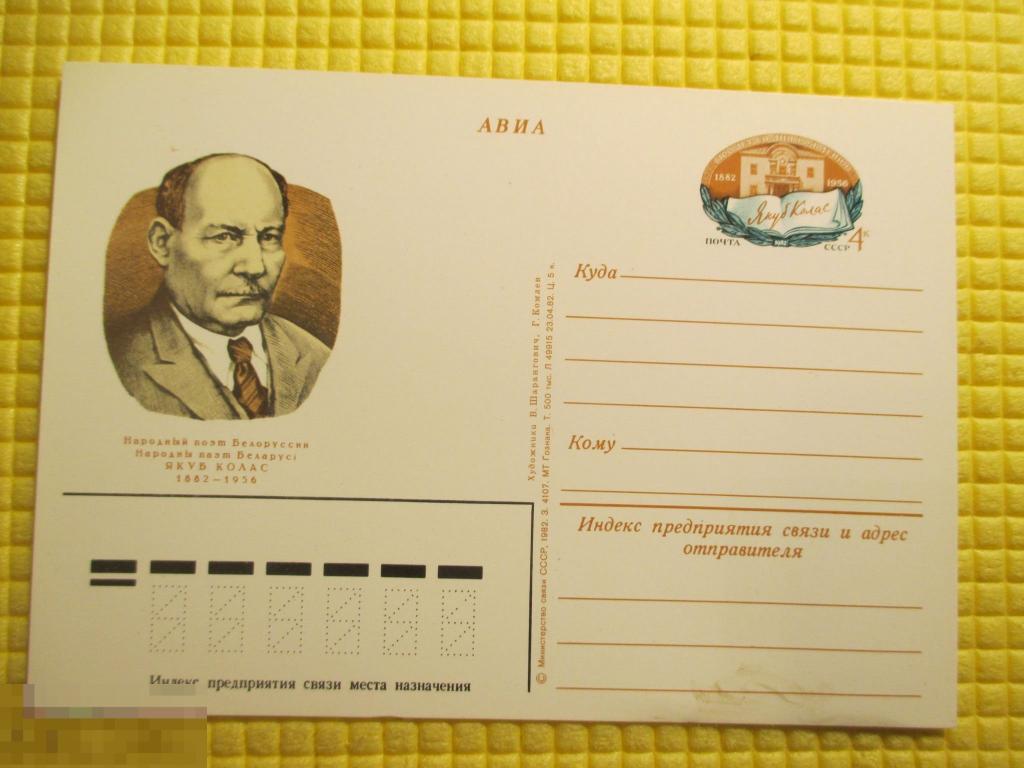 АВИА
1882 1956
Якуб Колас
1982
ПОЧТА СССР 4к
Народный поэт Белоруссии
Народны паэт Беларусі
ЯКУБ КОЛАС
1882–1956
Куда
Кому
Индекс предприятия связи и адрес
отправителя
Индекс предприятия связи места назначения
Художники В. Шарангович, Г. Комлев
© Министерство связи СССР, 1982. З. 4107. МТ Гознака. Т. 500 тыс. Л 49915 23.04.82. Ц. 5 к.